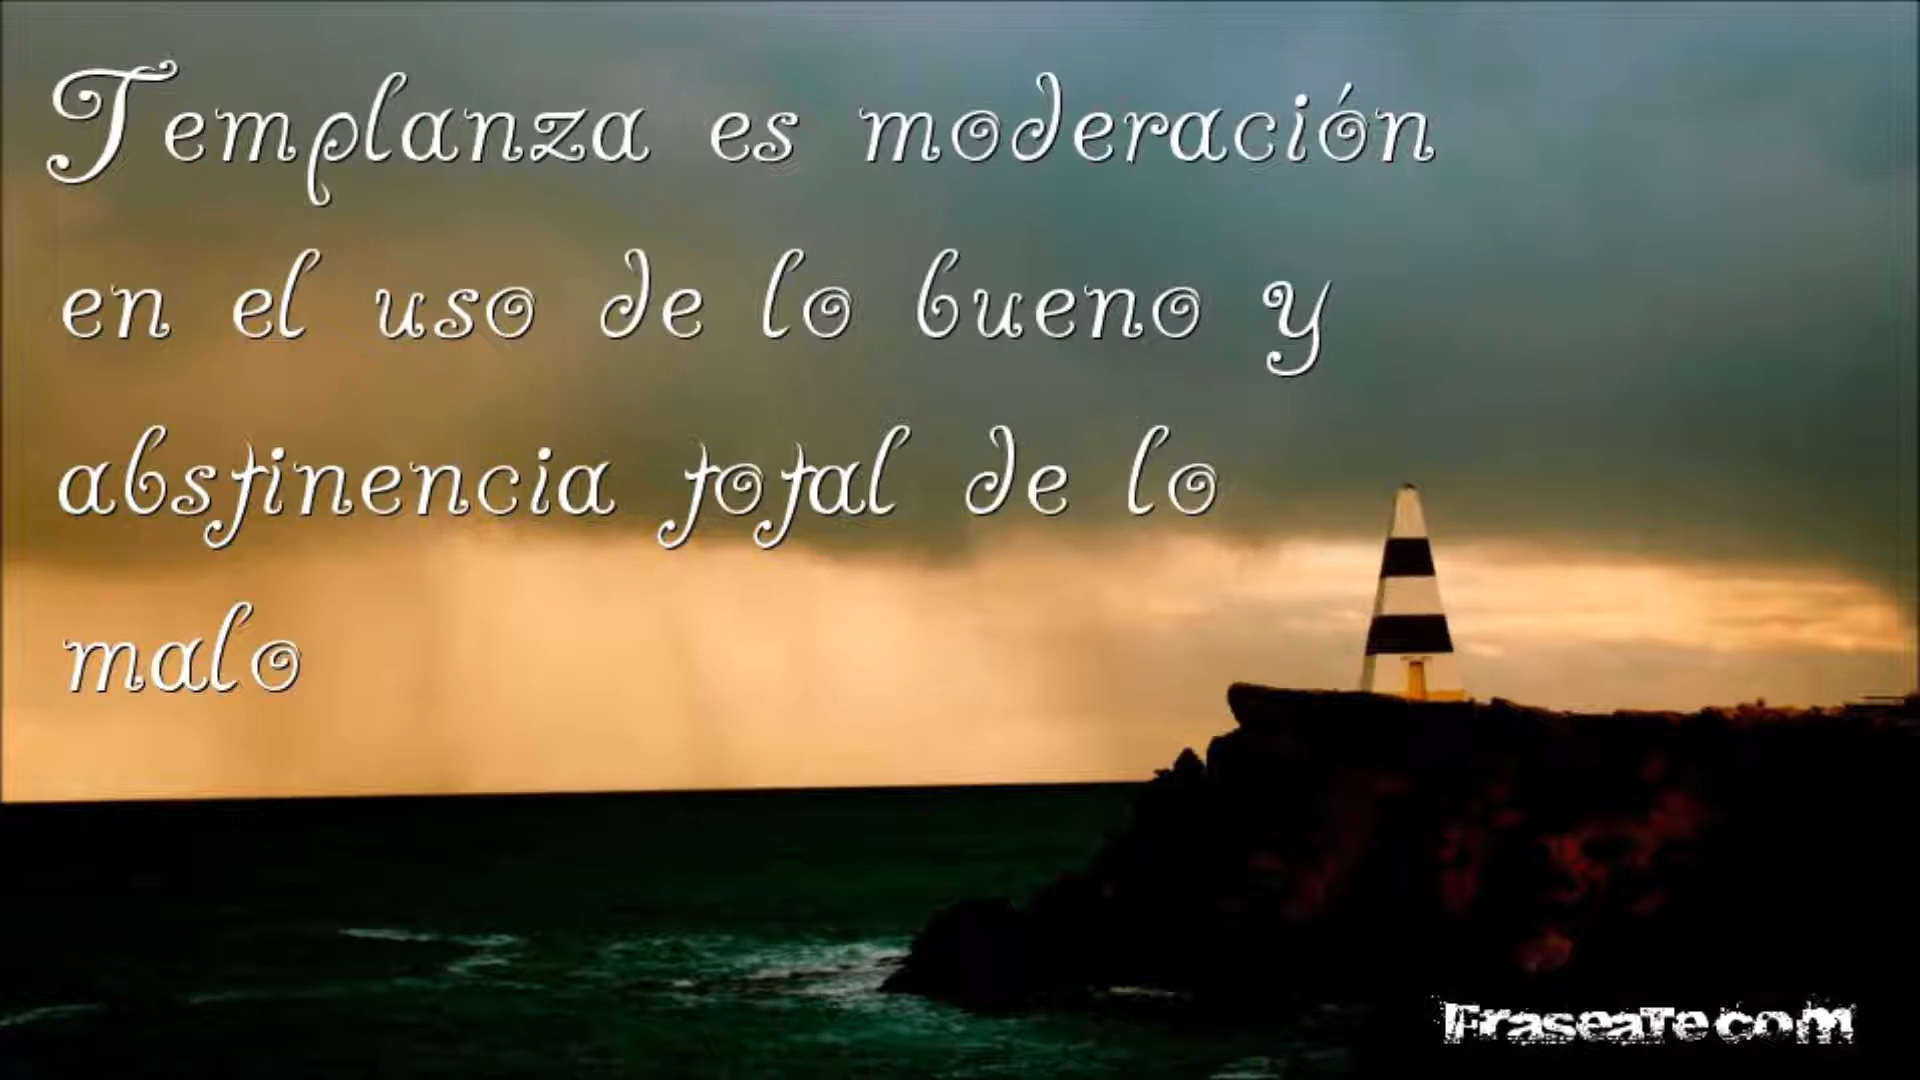 Templanza es moderación
en el uso de lo bueno y
abstinencia total de lo
malo
Fraseate.com